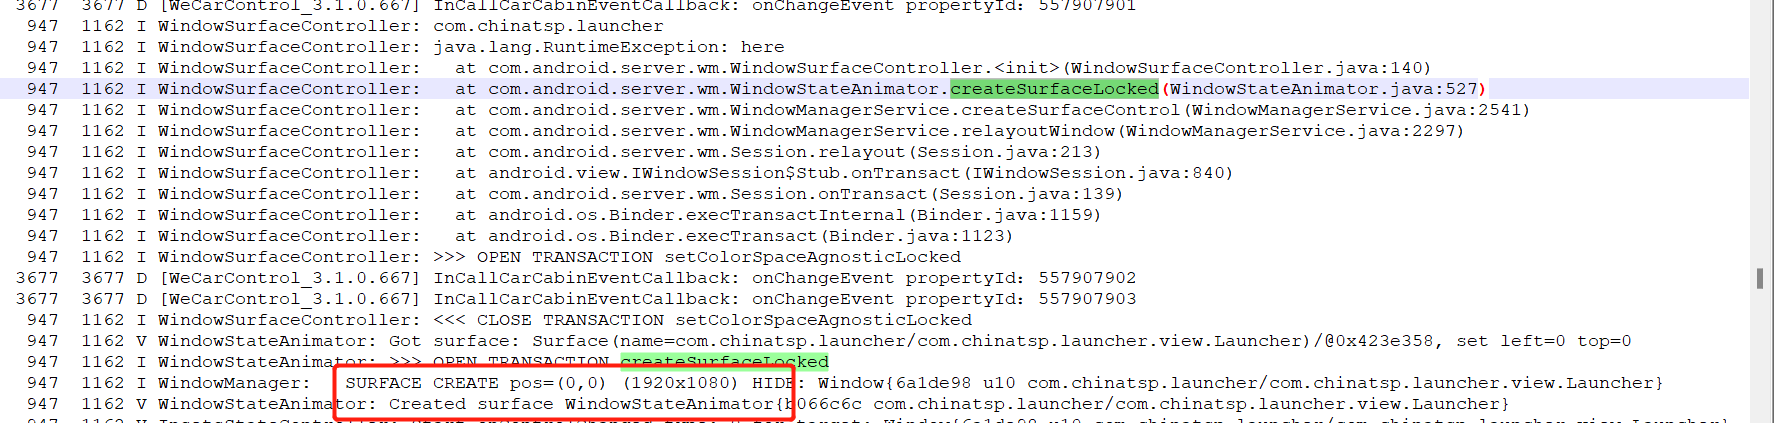 3677 3677 D [WeCarControl_3.1.0.667] InCallCarCabinEventCallback: onChangeEvent propertyId: 557907901
947 1162 I WindowSurfaceController: com.chinatsp.launcher
947 1162 I WindowSurfaceController: java.lang.RuntimeException: here
947 1162 I WindowSurfaceController: at com.android.server.wm.WindowSurfaceController.<init>(WindowSurfaceController.java:140)
947 1162 I WindowSurfaceController: at com.android.server.wm.WindowStateAnimator.createSurfaceLocked(WindowStateAnimator.java:527)
947 1162 I WindowSurfaceController: at com.android.server.wm.WindowManagerService.createSurfaceControl(WindowManagerService.java:2541)
947 1162 I WindowSurfaceController: at com.android.server.wm.WindowManagerService.relayoutWindow(WindowManagerService.java:2297)
947 1162 I WindowSurfaceController: at com.android.server.wm.Session.relayout(Session.java:213)
947 1162 I WindowSurfaceController: at android.view.IWindowSession$Stub.onTransact(IWindowSession.java:840)
947 1162 I WindowSurfaceController: at com.android.server.wm.Session.onTransact(Session.java:139)
947 1162 I WindowSurfaceController: at android.os.Binder.execTransactInternal(Binder.java:1159)
947 1162 I WindowSurfaceController: at android.os.Binder.execTransact(Binder.java:1123)
947 1162 I WindowSurfaceController: >>> OPEN TRANSACTION setColorSpaceAgnosticLocked
3677 3677 D [WeCarControl_3.1.0.667] InCallCarCabinEventCallback: onChangeEvent propertyId: 557907902
3677 3677 D [WeCarControl_3.1.0.667] InCallCarCabinEventCallback: onChangeEvent propertyId: 557907903
947 1162 I WindowSurfaceController: <<< CLOSE TRANSACTION setColorSpaceAgnosticLocked
947 1162 V WindowStateAnimator: Got surface: Surface(name=com.chinatsp.launcher/com.chinatsp.launcher.view.Launcher)/@0x423e358, set left=0 top=0
947 1162 I WindowStateAnimator: >>> OPEN TRANSACTION createSurfaceLocked
947 1162 I WindowManager: SURFACE CREATE pos=(0,0) (1920x1080) HIDE: Window{6a1de98 u10 com.chinatsp.launcher/com.chinatsp.launcher.view.Launcher}
947 1162 V WindowStateAnimator: Created surface WindowStateAnimator{b066c6c com.chinatsp.launcher/com.chinatsp.launcher.view.Launcher}